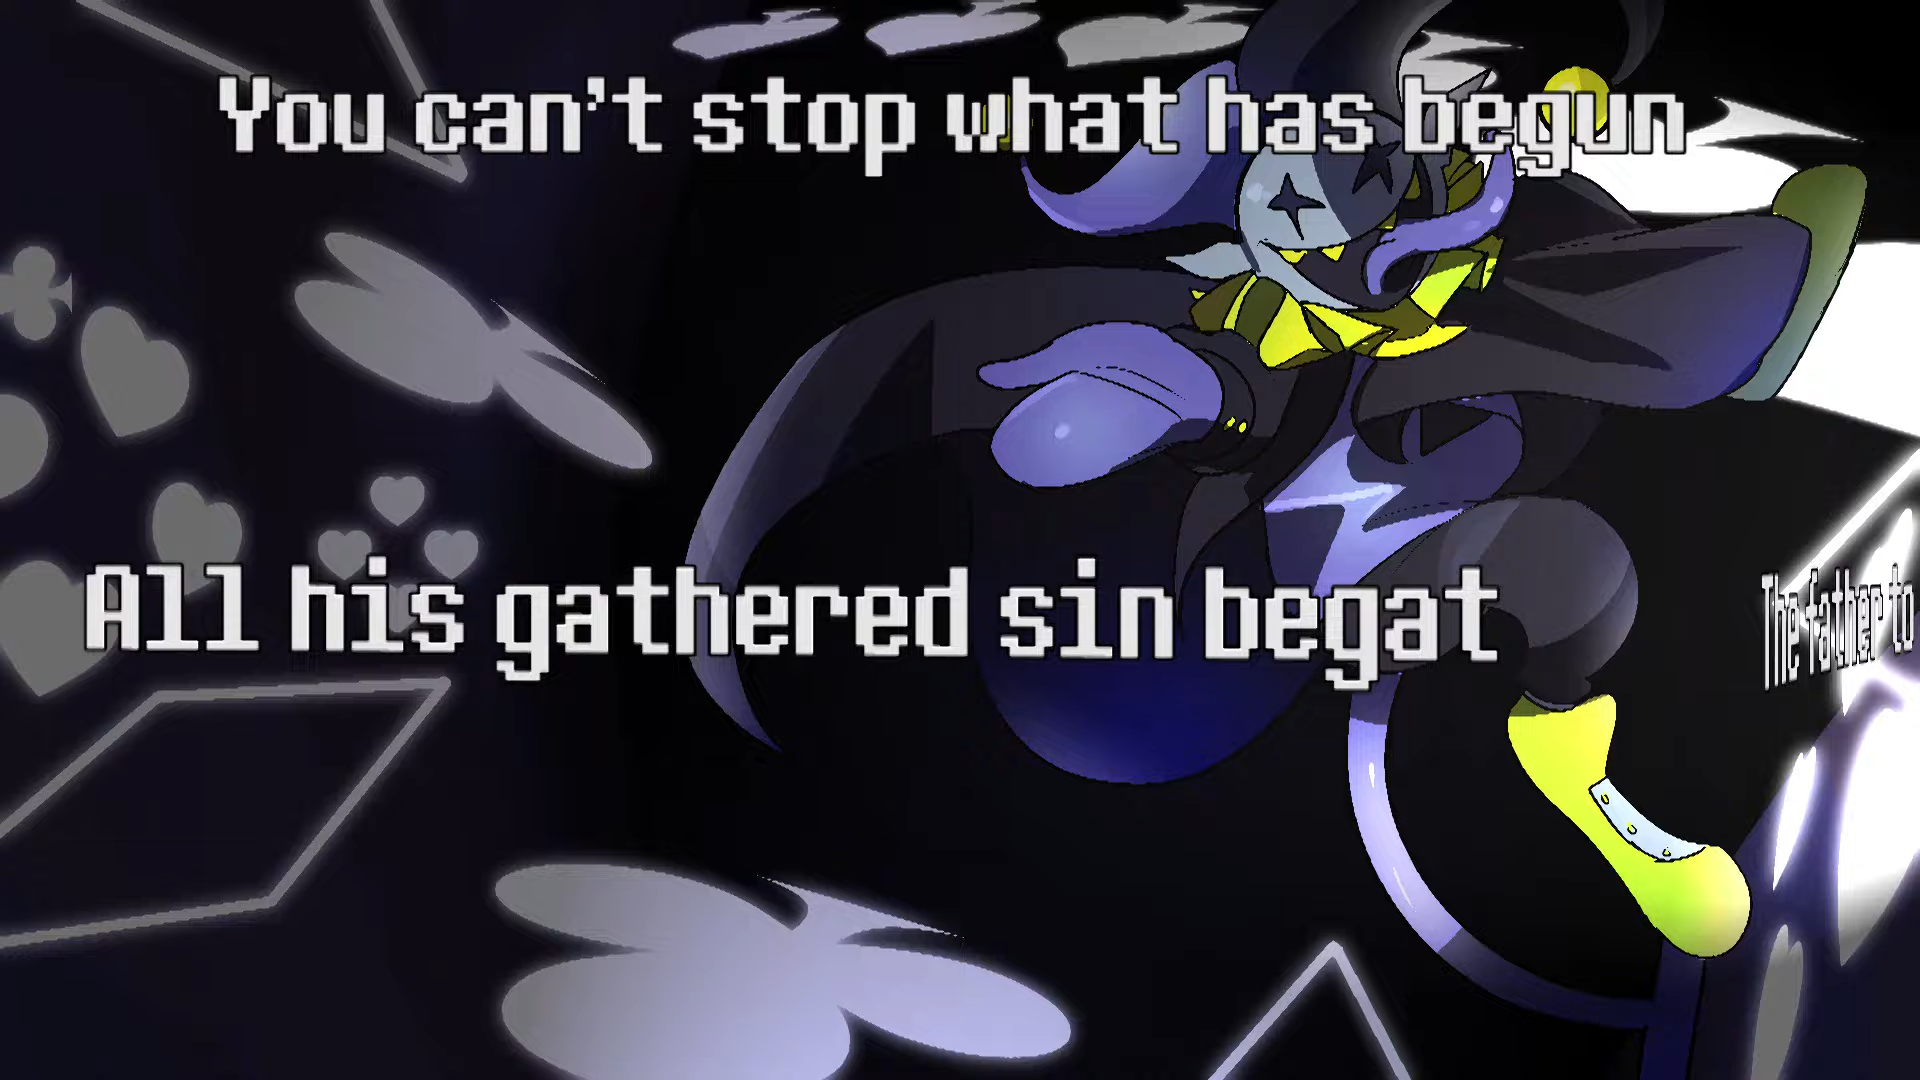 You can't stop what has begun
All his gathered sin begat
The father to